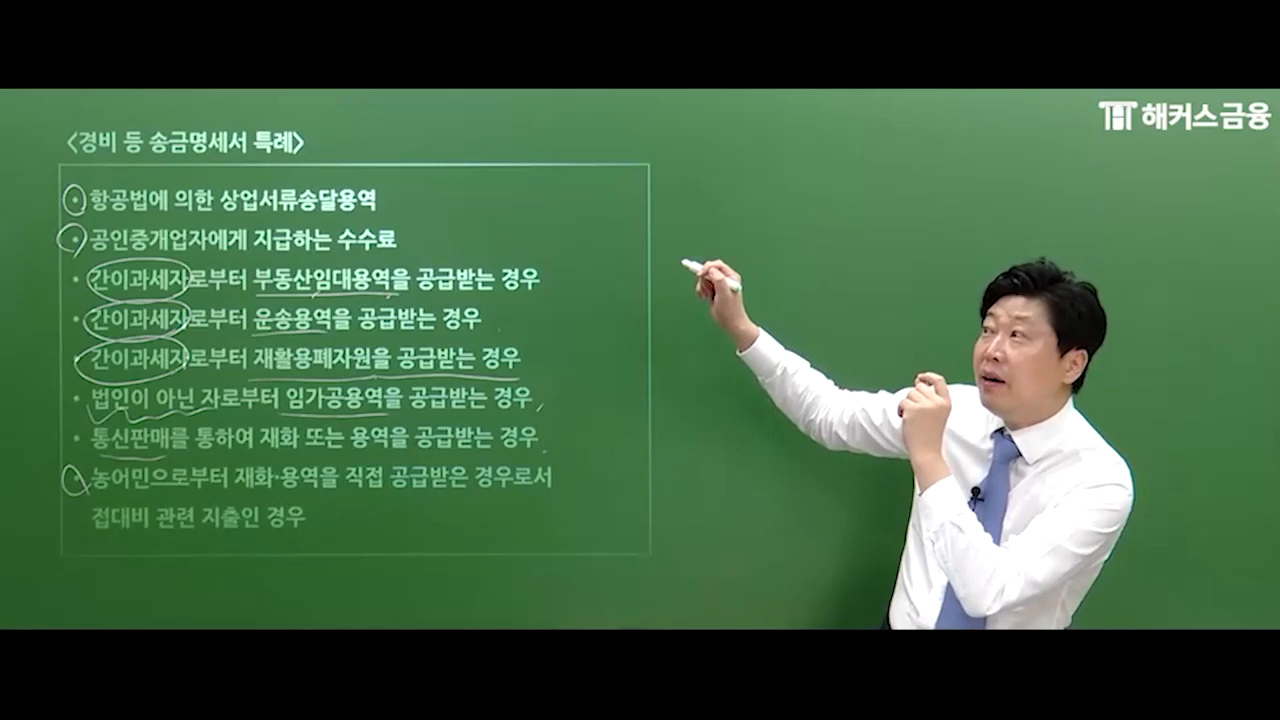 해커스금융
<경비 등 송금명세서 특례>
• 항공법에 의한 상업서류송달용역
• 공인중개업자에게 지급하는 수수료
• 간이과세자로부터 부동산임대용역을 공급받는 경우
• 간이과세자로부터 운송용역을 공급받는 경우
• 간이과세자로부터 재활용폐자원을 공급받는 경우
• 법인이 아닌 자로부터 임가공용역을 공급받는 경우
• 통신판매를 통하여 재화 또는 용역을 공급받는 경우
• 농어민으로부터 재화·용역을 직접 공급받은 경우로서
접대비 관련 지출인 경우